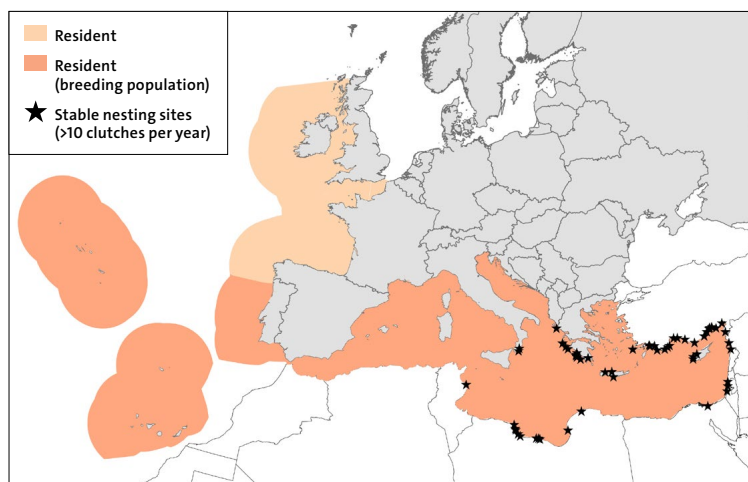 Resident
Resident
(breeding population)
Stable nesting sites
(>10 clutches per year)